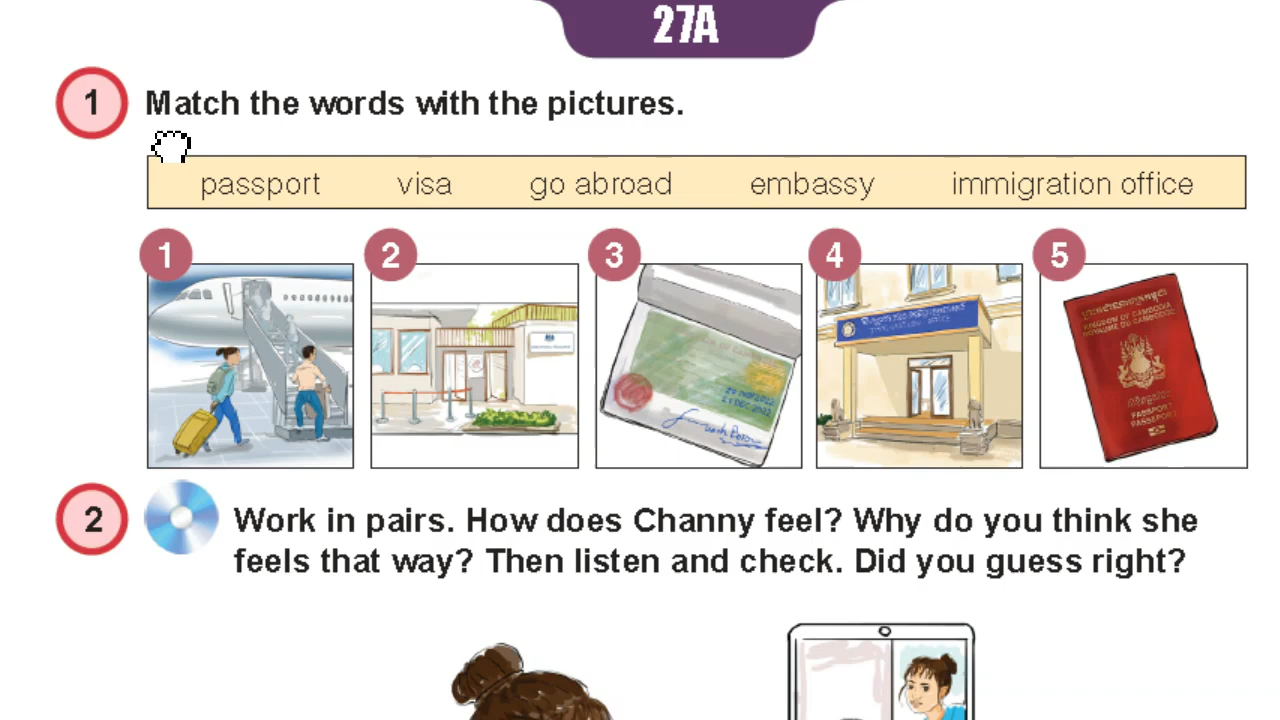 27A
1 Match the words with the pictures.
passport visa go abroad embassy immigration office
1 2 3 4 5
KINGDOM OF CAMBODIA
ROYAUME DU CAMBODGE
PASSPORT
PASSEPORT
2 Work in pairs. How does Channy feel? Why do you think she
feels that way? Then listen and check. Did you guess right?